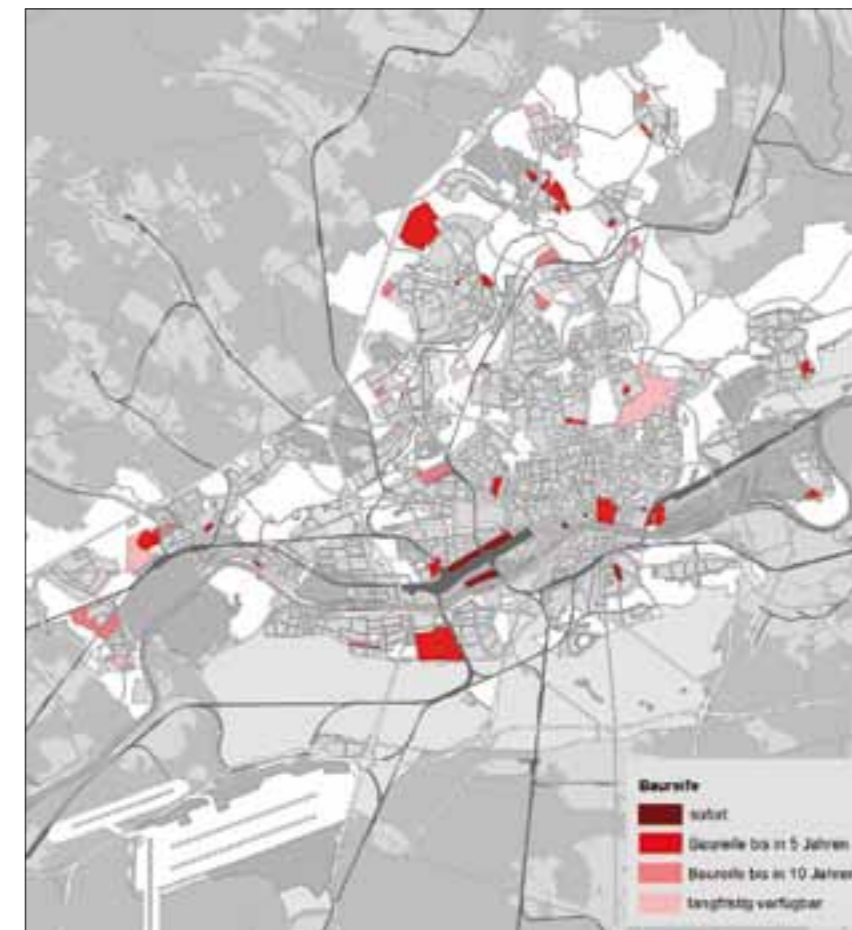 Baureife
sofort
Baureife bis in 5 Jahren
Baureife bis in 10 Jahren
langfristig verfügbar